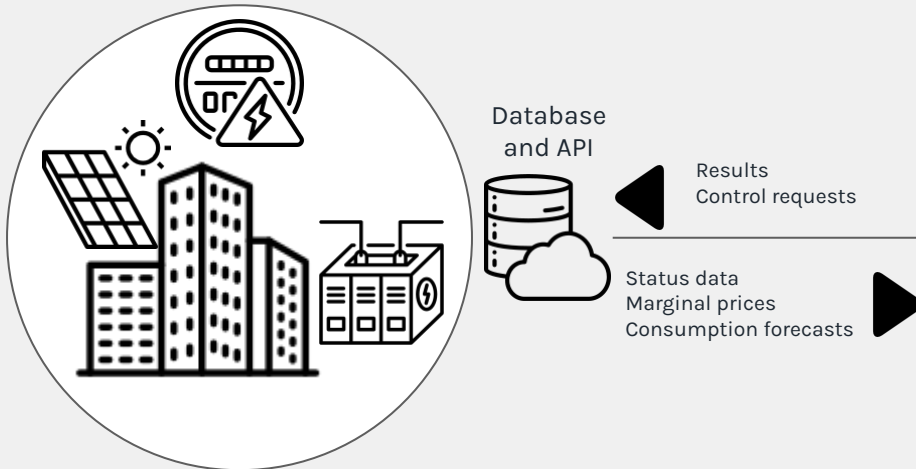 Database
and API
Results
Control requests
Status data
Marginal prices
Consumption forecasts